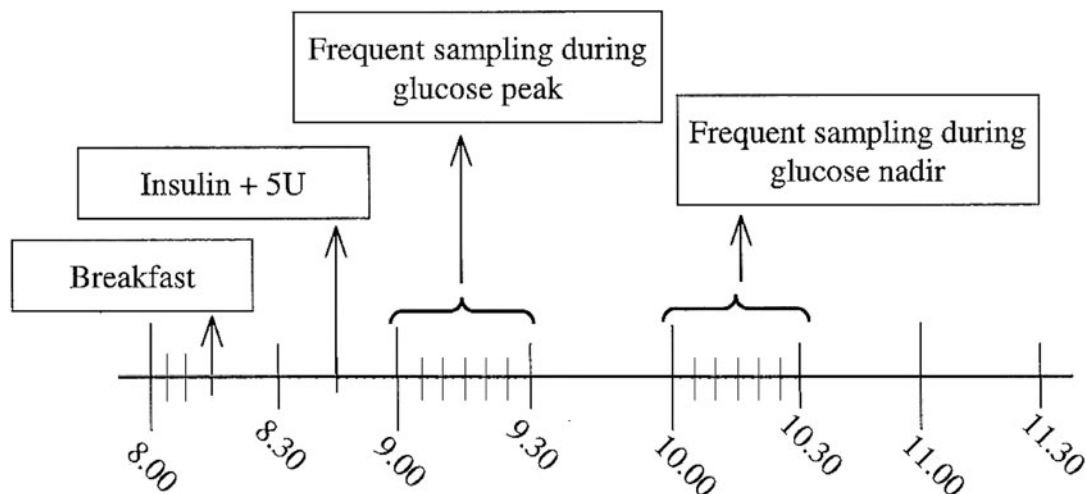 Frequent sampling during
glucose peak
Frequent sampling during
glucose nadir
Insulin + 5U
Breakfast
8.00
8.30
9.00
9.30
10.00
10.30
11.00
11.30